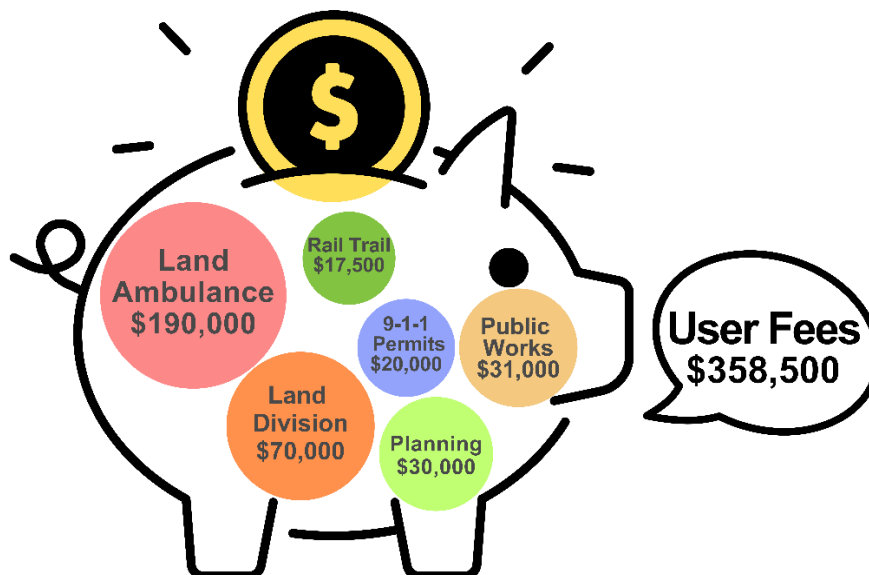 $
Rail Trail
$17,500
Land
Ambulance
$190,000
9-1-1
Permits
$20,000
Public
Works
$31,000
User Fees
$358,500
Land
Division
$70,000
Planning
$30,000